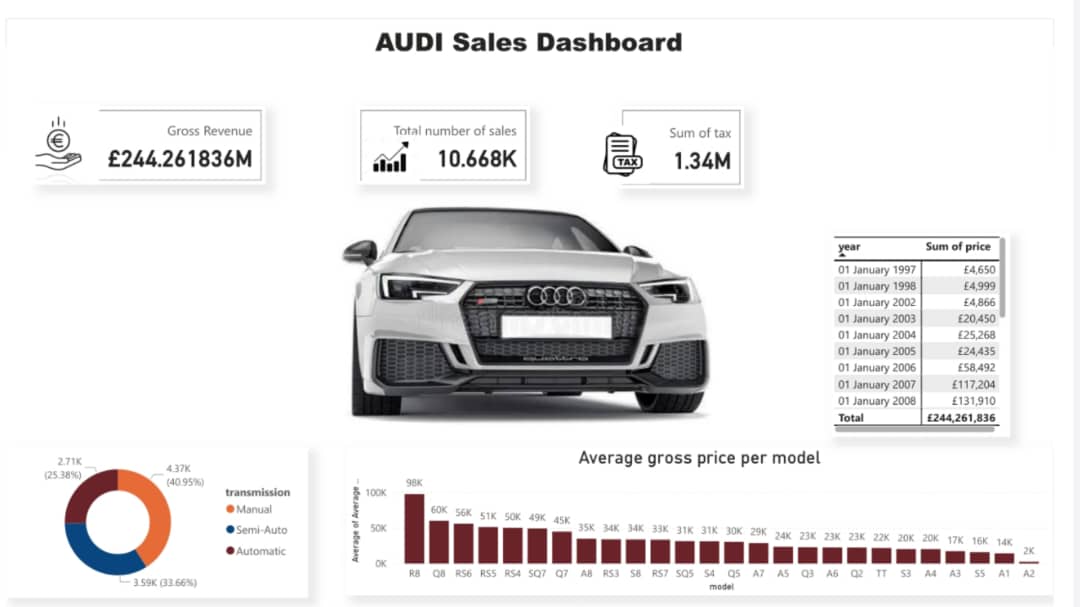 AUDI Sales Dashboard
Gross Revenue
£244.261836M
Total number of sales
10.668K
TAX
Sum of tax
1.34M
quattro
year Sum of price
01 January 1997 £4,650
01 January 1998 £4,999
01 January 2002 £4,866
01 January 2003 £20,450
01 January 2004 £25,268
01 January 2005 £24,435
01 January 2006 £58,492
01 January 2007 £117,204
01 January 2008 £131,910
Total £244,261,836
2.71K
(25.38%)
4.37K
(40.95%)
3.59K (33.66%)
transmission
Manual
Semi-Auto
Automatic
Average gross price per model
Average of Average ...
100K
50K
0K
98K 60K 56K 51K 50K 49K 45K 35K 34K 34K 33K 31K 31K 30K 29K 24K 23K 23K 23K 22K 20K 20K 17K 16K 14K 2K
R8 Q8 RS6 RS5 RS4 SQ7 Q7 A8 RS3 S8 RS7 SQ5 S4 Q5 A7 A5 Q3 A6 Q2 TT S3 A4 A3 S5 A1 A2
model